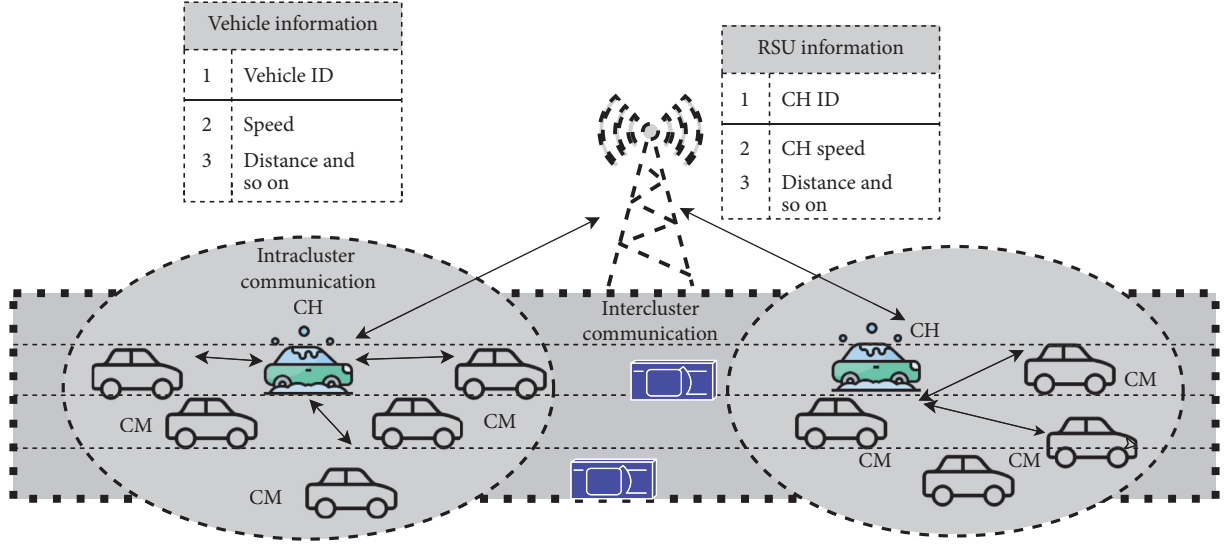 Vehicle information
1 Vehicle ID
2 Speed
3 Distance and
so on
RSU information
1 CH ID
2 CH speed
3 Distance and
so on
Intracluster
communication
CH
Intercluster
communication
CH
CM
CM
CM
CM
CM
CM